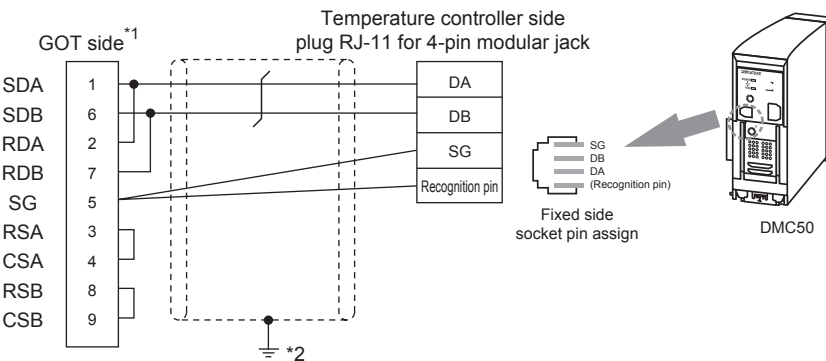 Temperature controller side
plug RJ-11 for 4-pin modular jack
GOT side*1
SDA 1 DA
SDB 6 DB
RDA 2 SG
RDB 7 Recognition pin
SG 5
RSA 3
CSA 4
RSB 8
CSB 9
*2
SG
DB
DA
(Recognition pin)
Fixed side
socket pin assign
DMC50